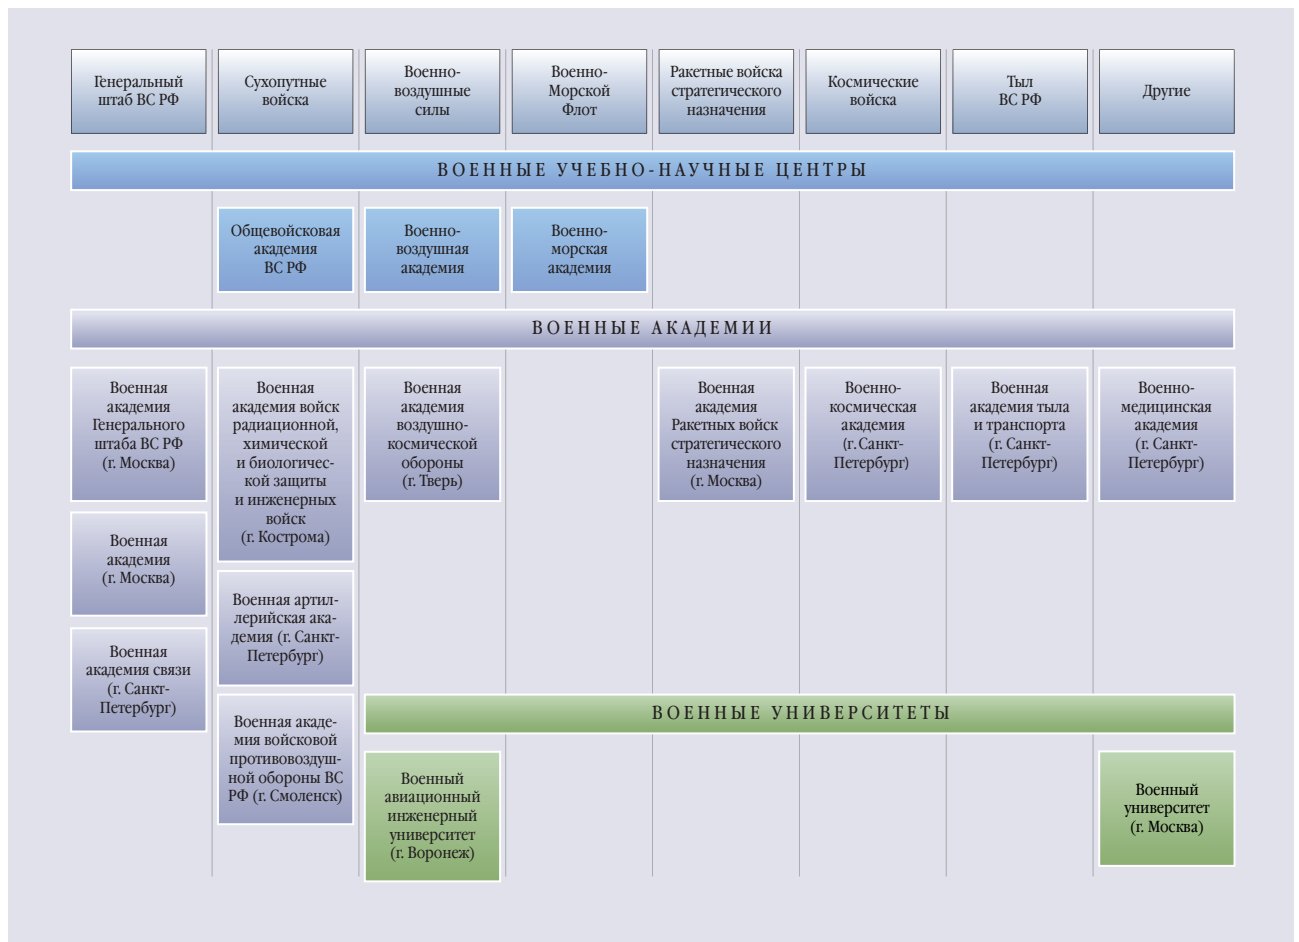 Генеральный
штаб ВС РФ
Сухопутные
войска
Военно-
воздушные
силы
Военно-
Морской
Флот
Ракетные войска
стратегического
назначения
Космические
войска
Тыл
ВС РФ
Другие
ВОЕННЫЕ УЧЕБНО-НАУЧНЫЕ ЦЕНТРЫ
Общевойсковая
академия
ВС РФ
Военно-
воздушная
академия
Военно-
морская
академия
ВОЕННЫЕ АКАДЕМИИ
Военная
академия
Генерального
штаба ВС РФ
(г. Москва)
Военная
академия войск
радиационной,
химической
и биологичес-
кой защиты
и инженерных
войск
(г. Кострома)
Военная
академия
воздушно-
космической
обороны
(г. Тверь)
Военная
академия
Ракетных войск
стратегического
назначения
(г. Москва)
Военно-
космическая
академия
(г. Санкт-
Петербург)
Военная
академия тыла
и транспорта
(г. Санкт-
Петербург)
Военно-
медицинская
академия
(г. Санкт-
Петербург)
Военная
академия
(г. Москва)
Военная артил-
лерийская ака-
демия (г. Санкт-
Петербург)
Военная
академия связи
(г. Санкт-
Петербург)
Военная акаде-
мия войсковой
противовоздуш-
ной обороны ВС
РФ (г. Смоленск)
ВОЕННЫЕ УНИВЕРСИТЕТЫ
Военный
авиационный
инженерный
университет
(г. Воронеж)
Военный
университет
(г. Москва)